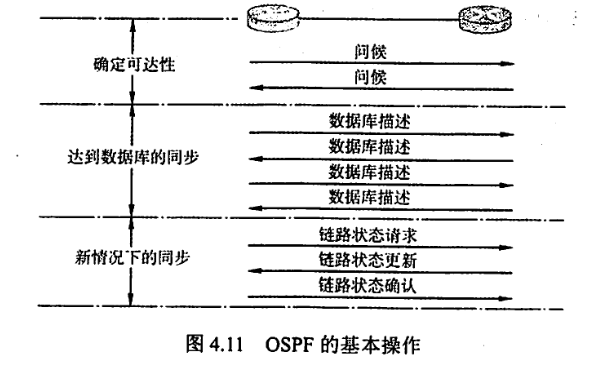 确定可达性
问候
问候
达到数据库的同步
数据库描述
数据库描述
数据库描述
数据库描述
新情况下的同步
链路状态请求
链路状态更新
链路状态确认
图 4.11 OSPF 的基本操作